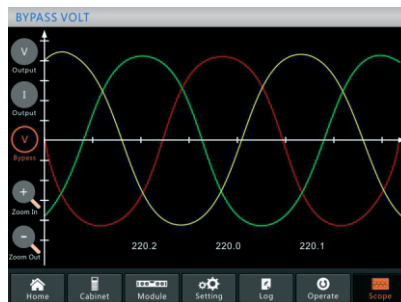 BYPASS VOLT
V
Output
I
Output
V
Bypass
+
Zoom In
-
Zoom Out
220.2 220.0 220.1
Home Cabinet Module Setting Log Operate Scope